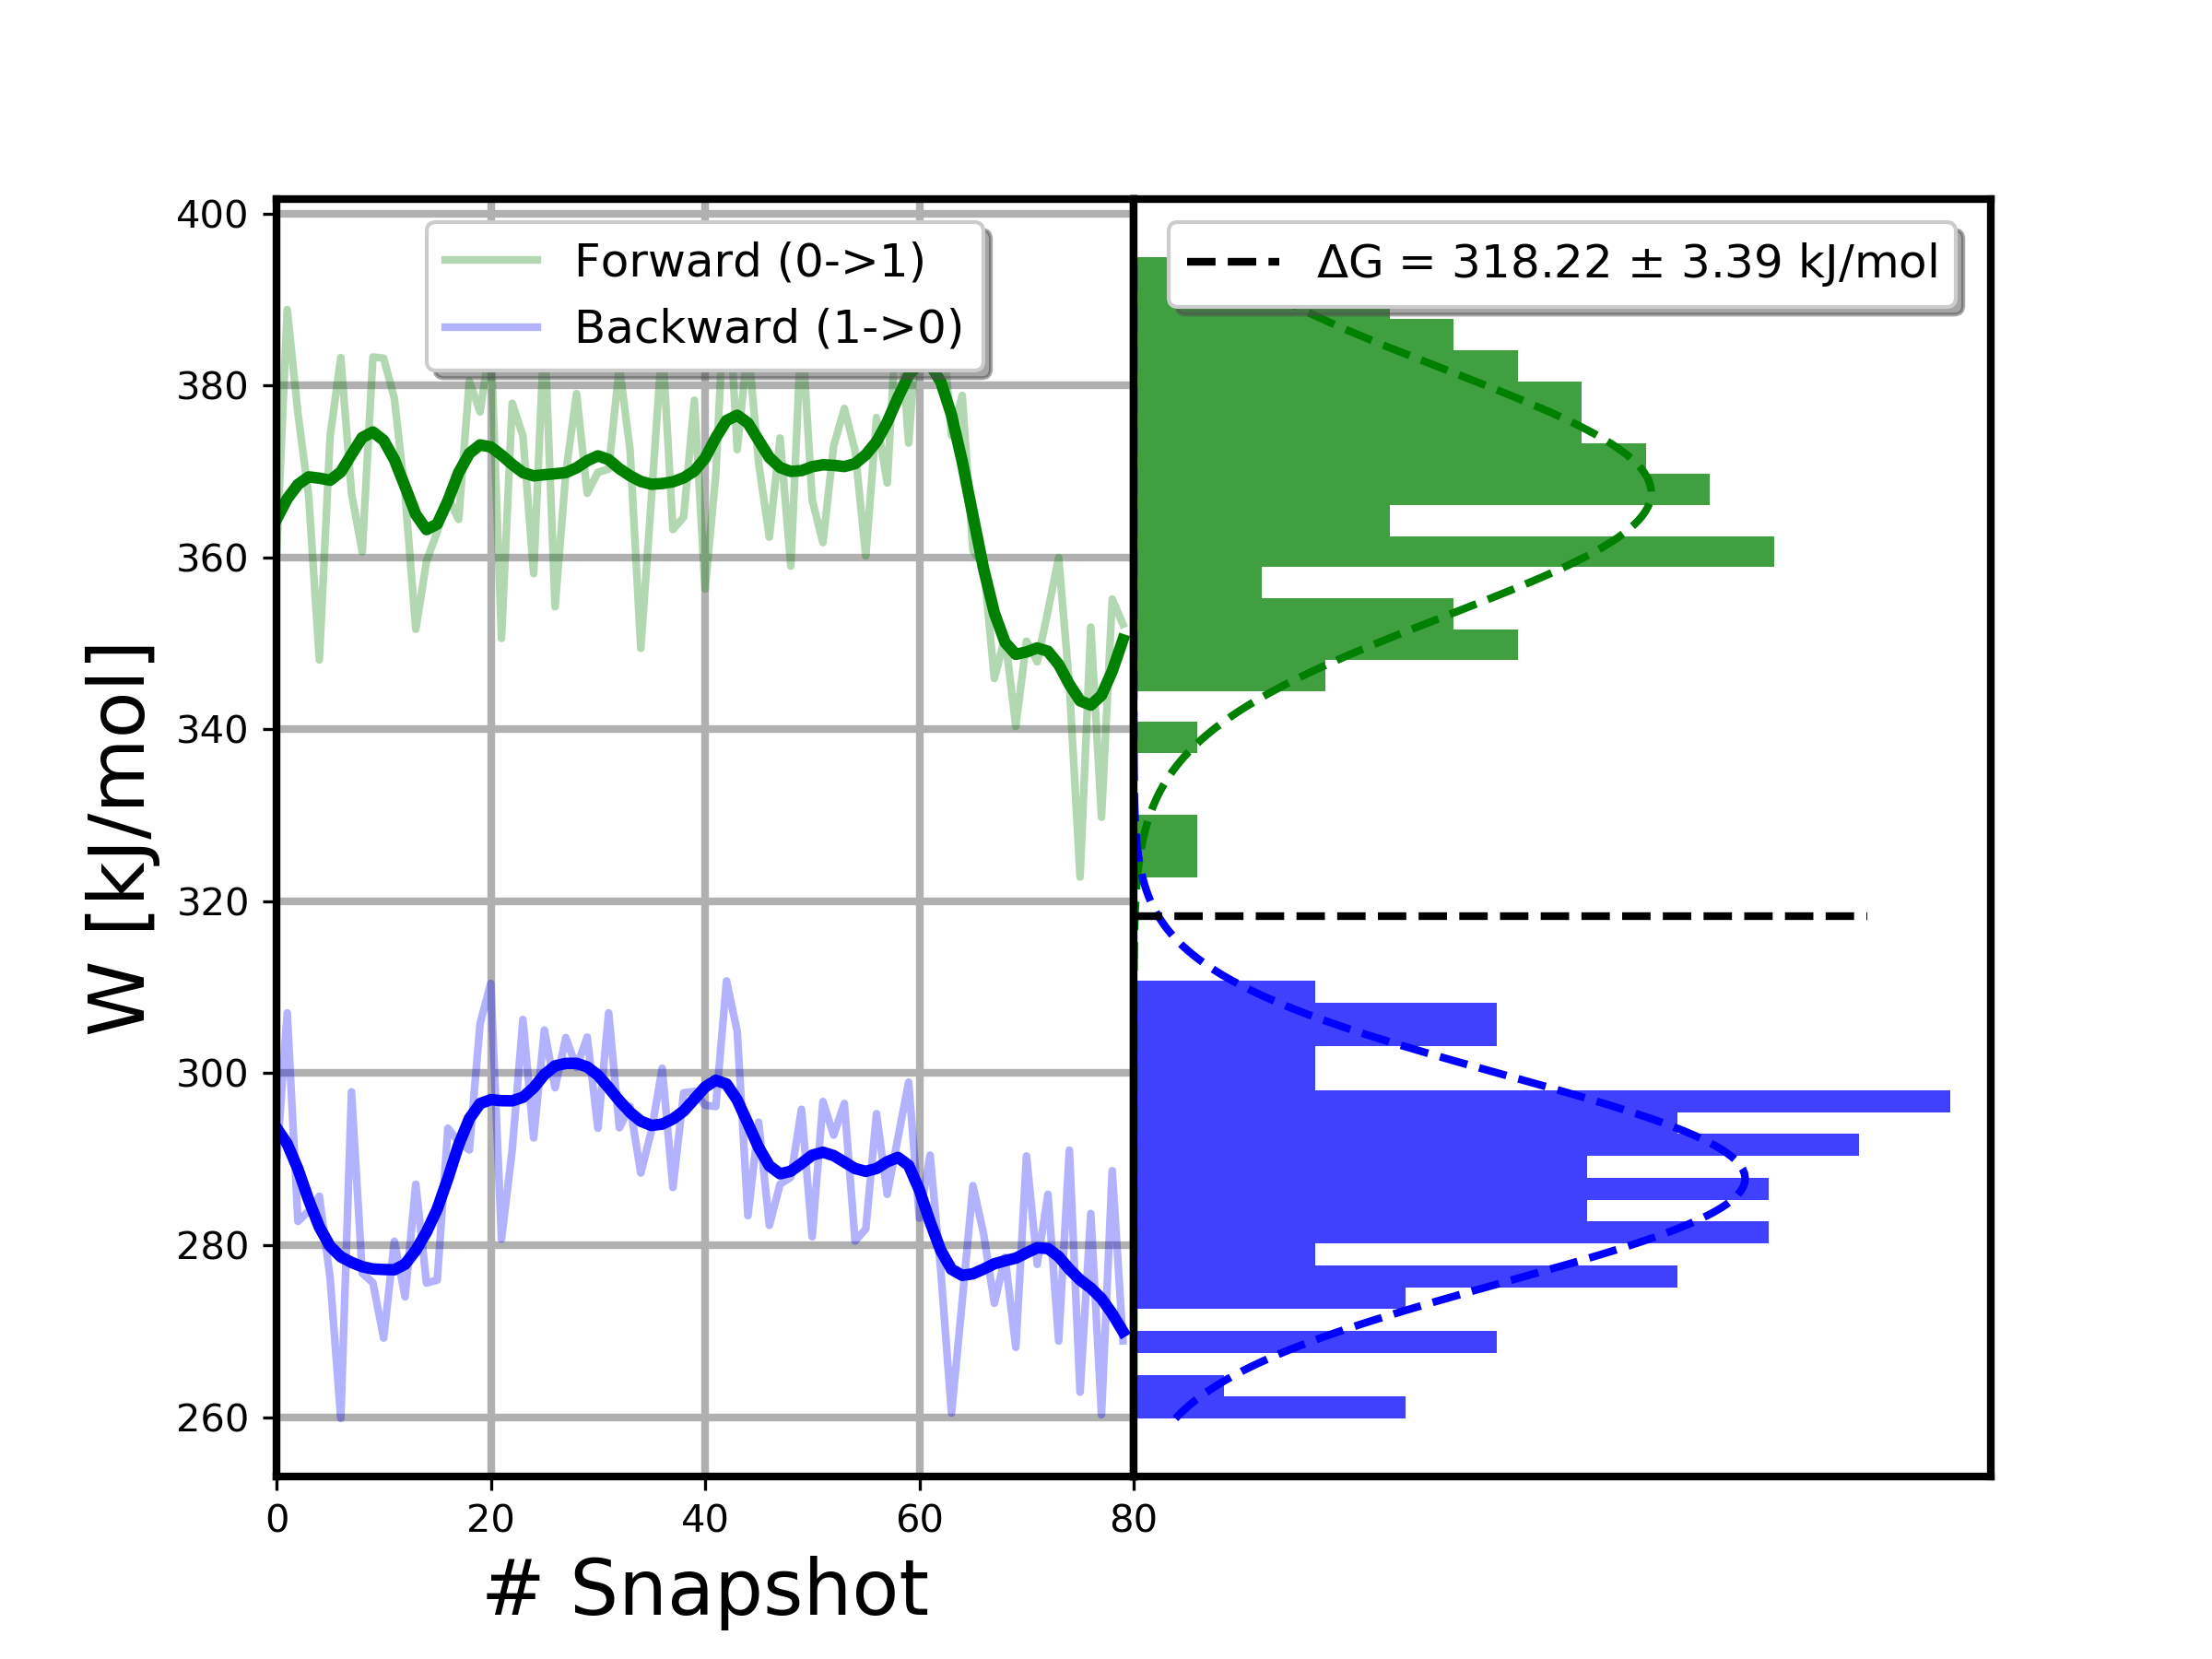 Forward (0->1)
Backward (1->0)
ΔG = 318.22 ± 3.39 kJ/mol
W [kJ/mol]
400
380
360
340
320
300
280
260
0 20 40 60 80
# Snapshot